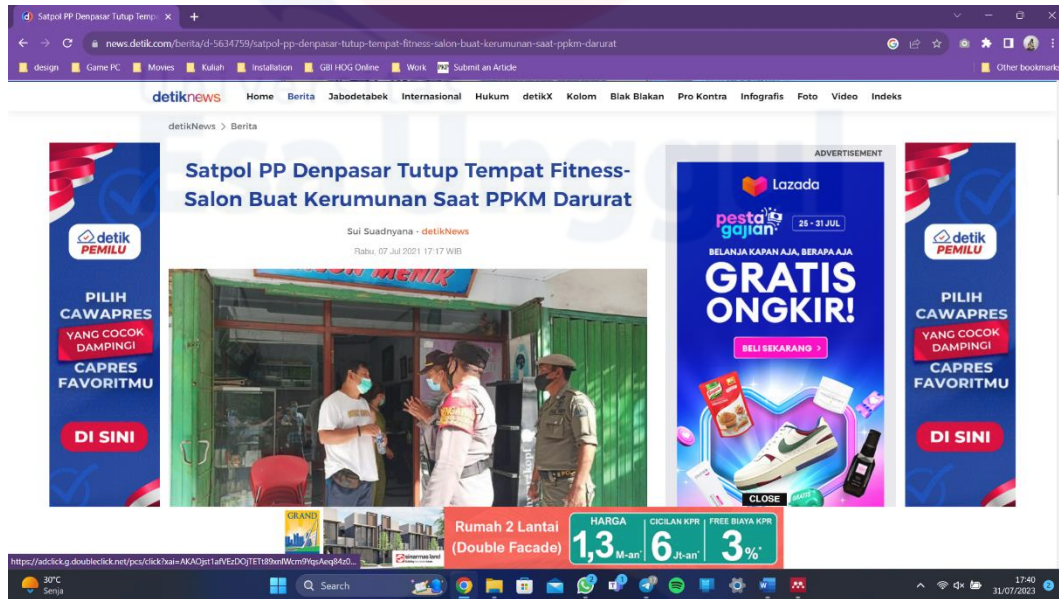 Satpol PP Denpasar Tutup Temp
news.detik.com/berita/d-5634759/satpol-pp-denpasar-tutup-tempat-fitness-salon-buat-kerumunan-saat-ppkm-darurat
design Game PC Movies Kuliah Installation GBI HOG Online Work PKP Submit an Article Other bookmarks
detiknews Home Berita Jabodetabek Internasional Hukum detikX Kolom Blak Blakan Pro Kontra Infografis Foto Video Indeks
detikNews > Berita
Esa Unggul
Satpol PP Denpasar Tutup Tempat Fitness-
Salon Buat Kerumunan Saat PPKM Darurat
Sui Suadnyana - detikNews
Rabu, 07 Jul 2021 17:17 WIB
MENIK
detik
PEMILU
PILIH
CAWAPRES
YANG COCOK
DAMPINGI
CAPRES
FAVORITMU
DI SINI
ADVERTISEMENT
Lazada
pesta
gajian
25 - 31 JUL
BELANJA KAPAN AJA, BERAPA AJA
GRATIS
ONGKIR!
BELI SEKARANG >
CLOSE
detik
PEMILU
PILIH
CAWAPRES
YANG COCOK
DAMPINGI
CAPRES
FAVORITMU
DI SINI
GRAND
sinarmas land
Rumah 2 Lantai
(Double Facade)
HARGA
1,3 M-an*
CICILAN KPR
6 Jt-an*
FREE BIAYA KPR
3%*
30°C
Senja
Search
17:40
31/07/2023